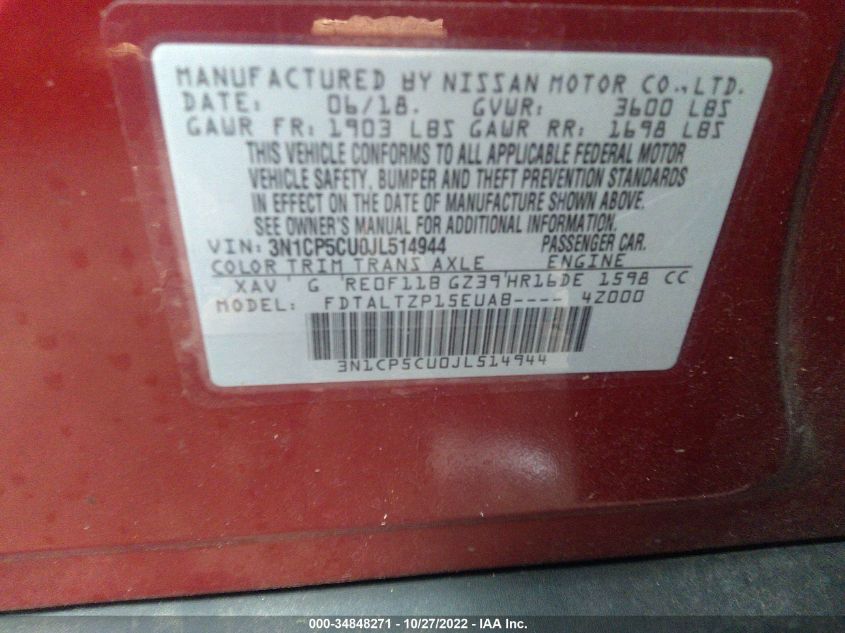 MANUFACTURED BY NISSAN MOTOR CO., LTD.
DATE: 06/18. GVWR: 3600 LBS
GAWR FR: 1903 LBS GAWR RR: 1698 LBS
THIS VEHICLE CONFORMS TO ALL APPLICABLE FEDERAL MOTOR
VEHICLE SAFETY, BUMPER AND THEFT PREVENTION STANDARDS
IN EFFECT ON THE DATE OF MANUFACTURE SHOWN ABOVE.
SEE OWNER'S MANUAL FOR ADDITIONAL INFORMATION.
VIN: 3N1CP5CU0JL514944 PASSENGER CAR.
COLOR TRIM TRANS AXLE ENGINE
XAV ' G 'RE0F11B GZ39'HR16DE 1598 CC
MODEL: FDTALTZP15EUAB---- 4Z000
3N1CP5CU0JL514944
000-34848271 - 10/27/2022 - IAA Inc.